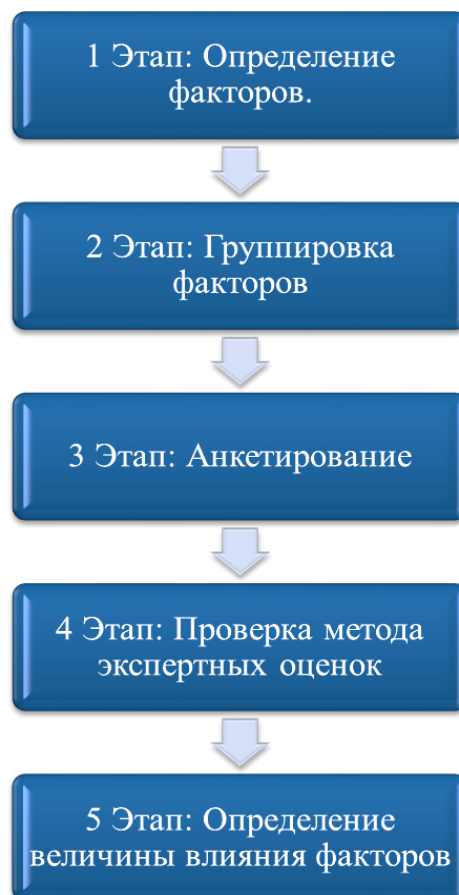 1 Этап: Определение
факторов.
2 Этап: Группировка
факторов
3 Этап: Анкетирование
4 Этап: Проверка метода
экспертных оценок
5 Этап: Определение
величины влияния факторов